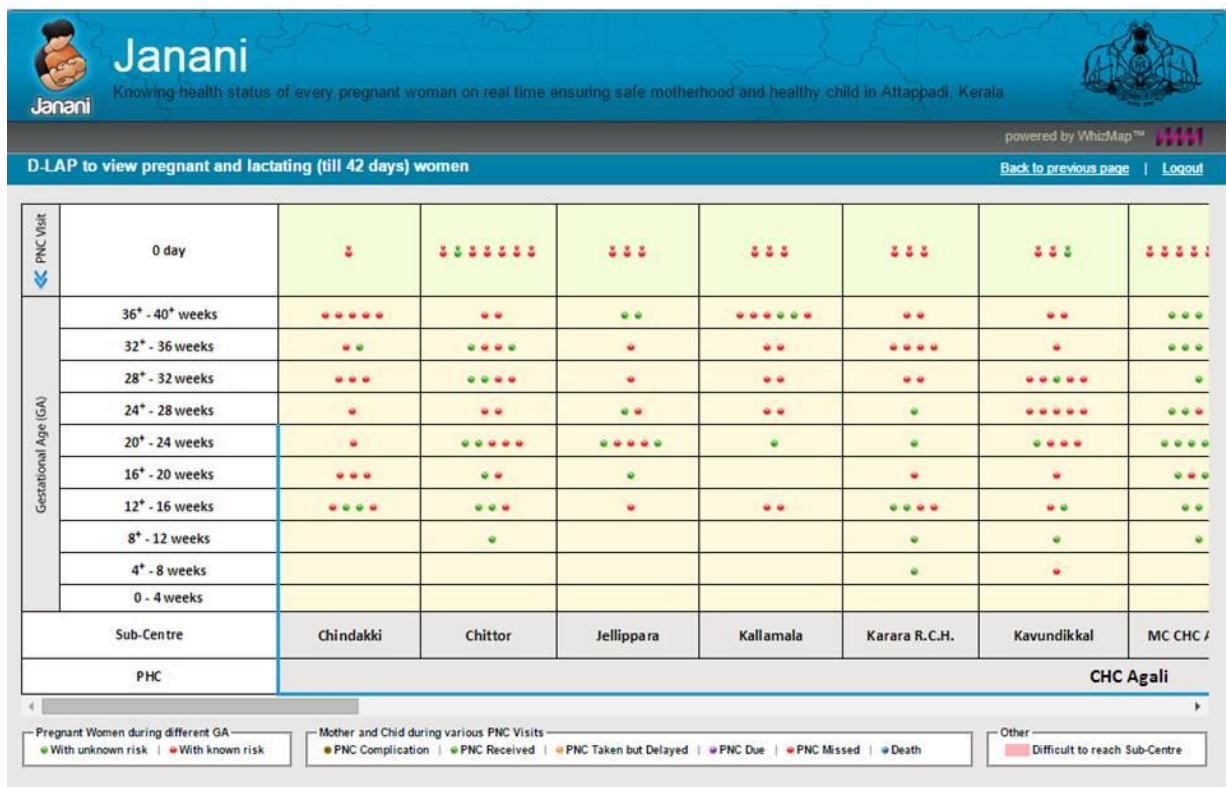 Janani
Janani
Knowing health status of every pregnant woman on real time ensuring safe motherhood and healthy child in Attappadi, Kerala
powered by WhizMap™
D-LAP to view pregnant and lactating (till 42 days) women
Back to previous page | Logout
PNC Visit
0 day
Gestational Age (GA)
36+ - 40+ weeks
32+ - 36 weeks
28+ - 32 weeks
24+ - 28 weeks
20+ - 24 weeks
16+ - 20 weeks
12+ - 16 weeks
8+ - 12 weeks
4+ - 8 weeks
0 - 4 weeks
Sub-Centre Chindakki Chittor Jellippara Kallamala Karara R.C.H. Kavundikkal MC CHC A
PHC CHC Agali
Pregnant Women during different GA
With unknown risk | With known risk
Mother and Chid during various PNC Visits
PNC Complication | PNC Received | PNC Taken but Delayed | PNC Due | PNC Missed | Death
Other
Difficult to reach Sub-Centre